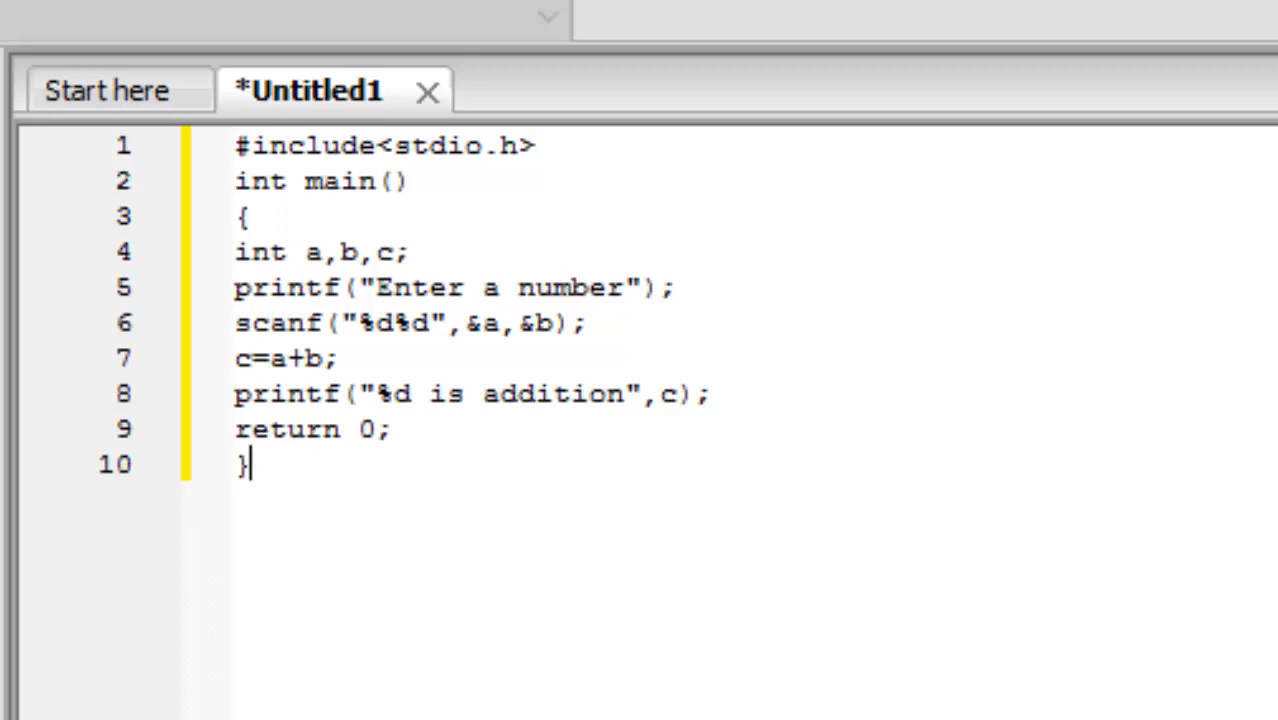 Start here
*Untitled1
1 #include<stdio.h>
2 int main()
3 {
4 int a,b,c;
5 printf("Enter a number");
6 scanf("%d%d",&a,&b);
7 c=a+b;
8 printf("%d is addition",c);
9 return 0;
10 }